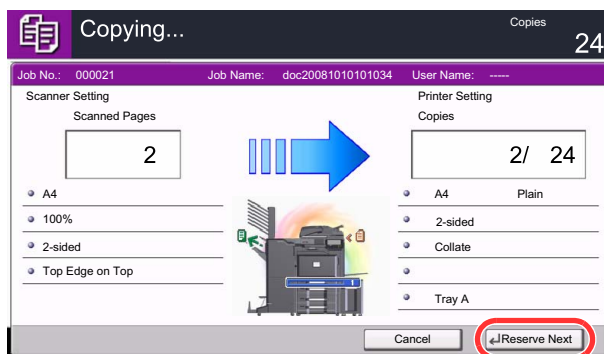 Copying...
Copies
24
Job No.: 000021 Job Name: doc20081010101034 User Name: -----
Scanner Setting Printer Setting
Scanned Pages Copies
2 2/ 24
A4 A4 Plain
100% 2-sided
2-sided Collate
Top Edge on Top
Tray A
Cancel Reserve Next